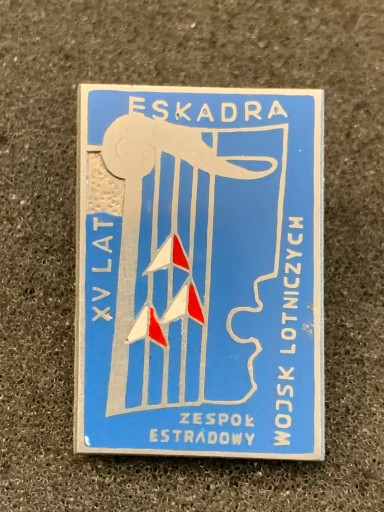 ESKADRA
XV LAT
WOJSK LOTNICZYCH
ZESPOŁ
ESTRADOWY